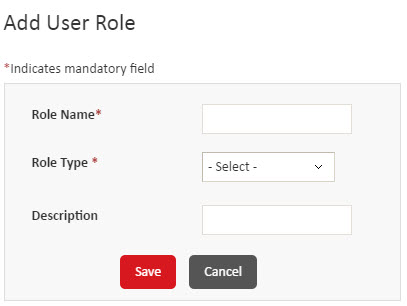 Add User Role
*Indicates mandatory field
Role Name*
Role Type *
- Select -
Description
Save
Cancel